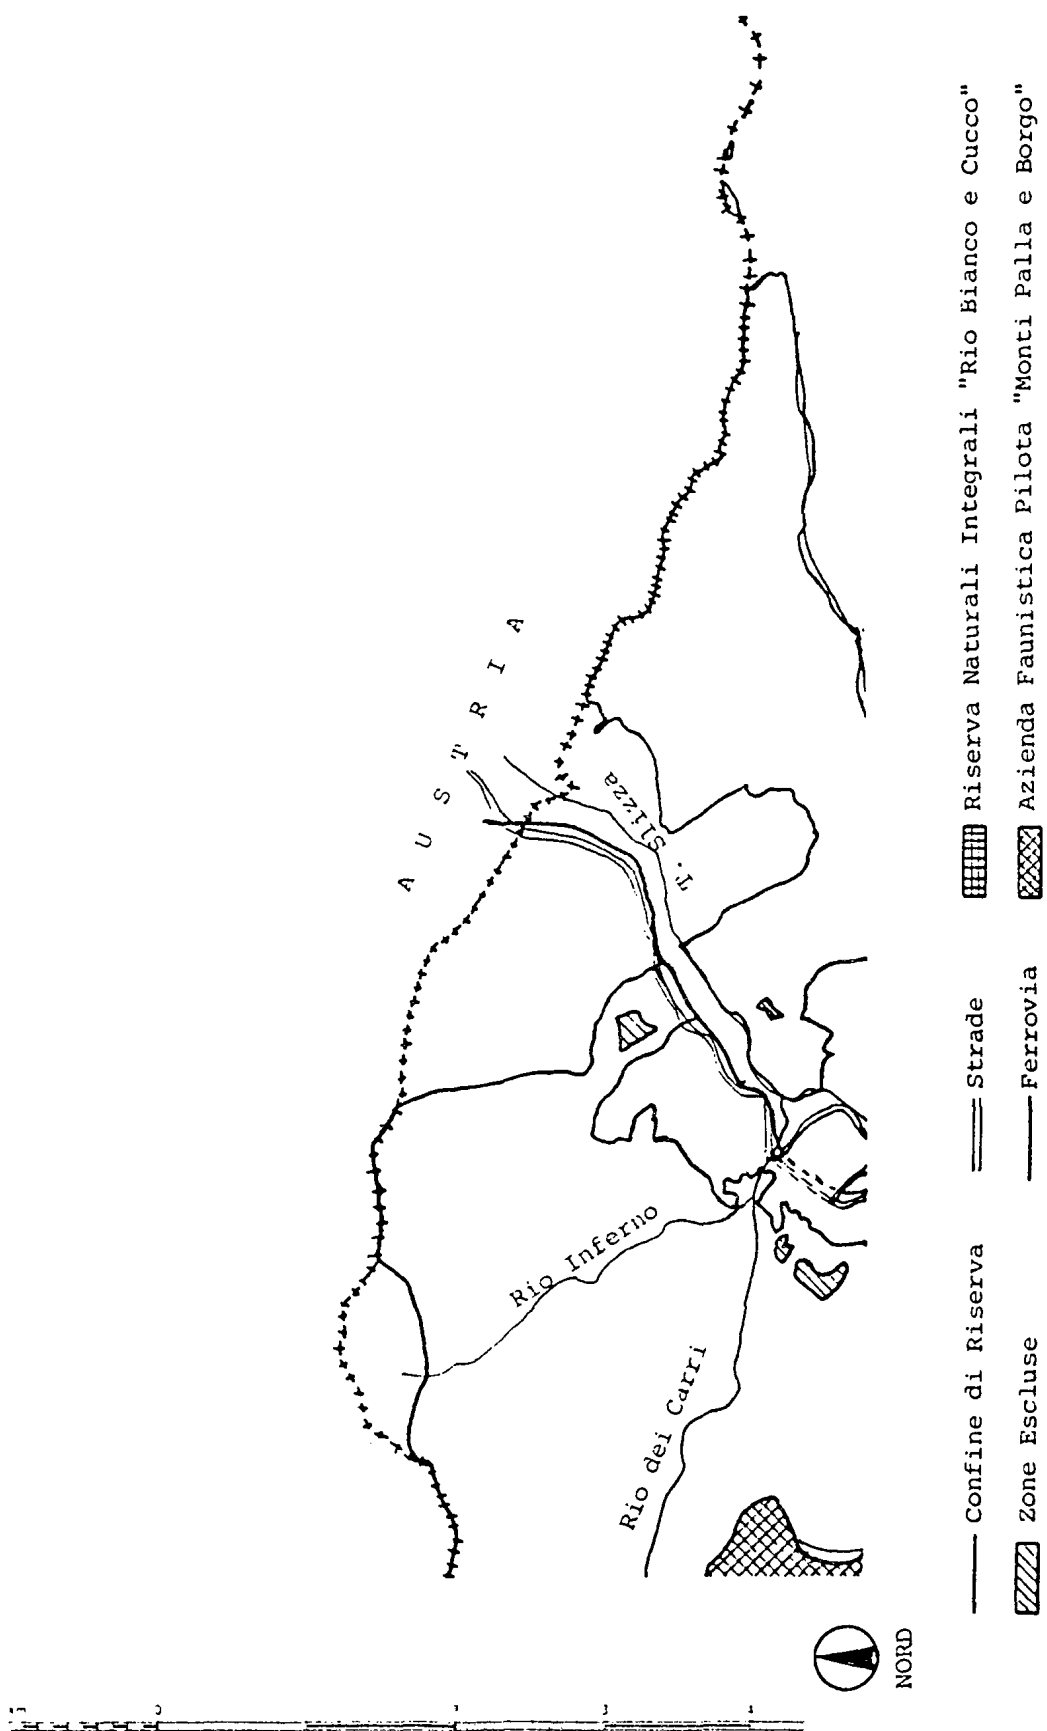 AUSTRIA
T. Slizza
Rio Inferno
Rio dei Carri
NORD
Confine di Riserva
Strade
Riserva Naturali Integrali "Rio Bianco e Cucco"
Zone Escluse
Ferrovia
Azienda Faunistica Pilota "Monti Palla e Borgo"